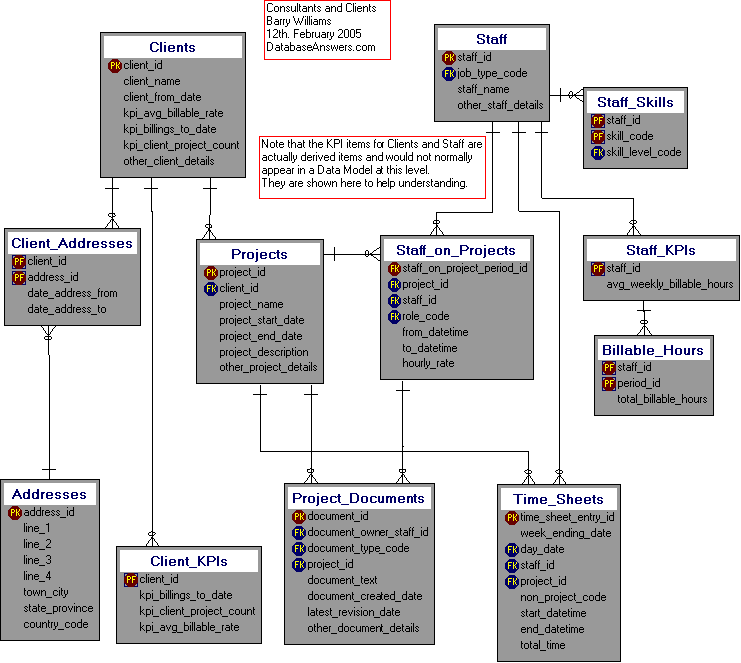 Consultants and Clients
Barry Williams
12th. February 2005
DatabaseAnswers.com
Clients
PK client_id
client_name
client_from_date
kpi_avg_billable_rate
kpi_billings_to_date
kpi_client_project_count
other_client_details
Staff
PK staff_id
FK job_type_code
staff_name
other_staff_details
Staff_Skills
PF staff_id
PF skill_code
FK skill_level_code
Note that the KPI items for Clients and Staff are
actually derived items and would not normally
appear in a Data Model at this level.
They are shown here to help understanding.
Client_Addresses
PF client_id
PF address_id
date_address_from
date_address_to
Projects
PK project_id
FK client_id
project_name
project_start_date
project_end_date
project_description
other_project_details
Staff_on_Projects
PK staff_on_project_period_id
FK project_id
FK staff_id
FK role_code
from_datetime
to_datetime
hourly_rate
Staff_KPIs
PF staff_id
avg_weekly_billable_hours
Billable_Hours
PF staff_id
PF period_id
total_billable_hours
Addresses
PK address_id
line_1
line_2
line_3
line_4
town_city
state_province
country_code
Client_KPIs
PF client_id
kpi_billings_to_date
kpi_client_project_count
kpi_avg_billable_rate
Project_Documents
PK document_id
FK document_owner_staff_id
FK document_type_code
FK project_id
document_text
document_created_date
latest_revision_date
other_document_details
Time_Sheets
PK time_sheet_entry_id
week_ending_date
FK day_date
FK staff_id
FK project_id
non_project_code
start_datetime
end_datetime
total_time